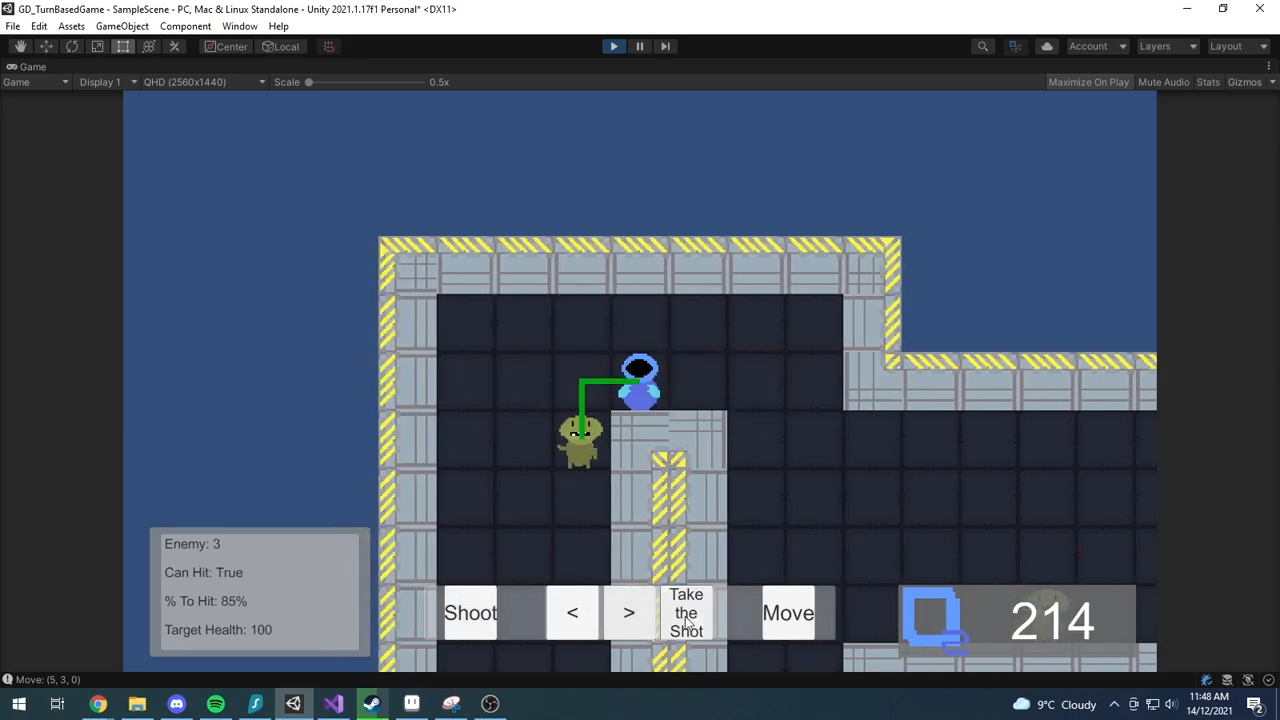 GD_TurnBasedGame - SampleScene - PC, Mac & Linux Standalone - Unity 2021.1.17f1 Personal* <DX11>
File Edit Assets GameObject Component Window Help
Center Local Account Layers Layout
Game
Game Display 1 QHD (2560x1440) Scale 0.5x Maximize On Play Mute Audio Stats Gizmos
Enemy: 3
Can Hit: True
% To Hit: 85%
Target Health: 100
Shoot
<
>
Take
the
Shot
Move
214
Move: (5, 3, 0)
9°C Cloudy
11:48 AM
14/12/2021
2